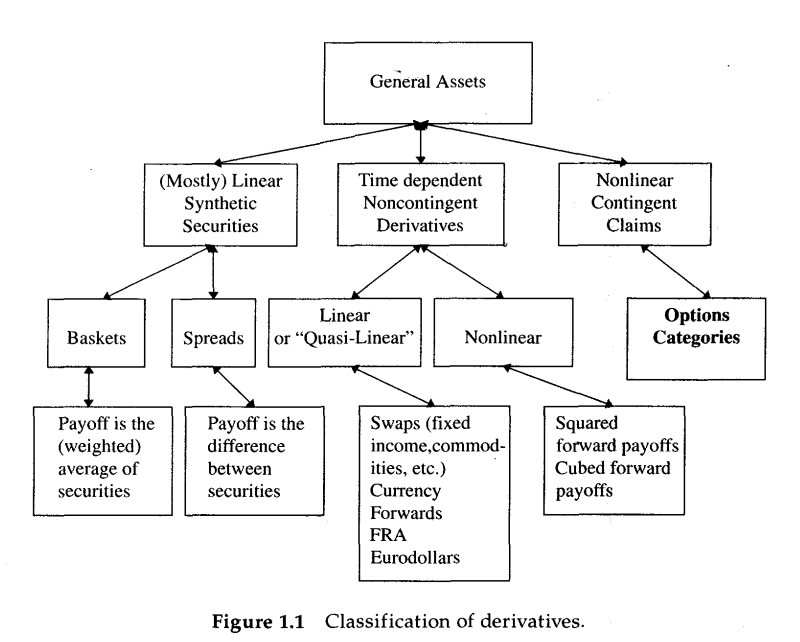 General Assets
(Mostly) Linear
Synthetic
Securities
Time dependent
Noncontingent
Derivatives
Nonlinear
Contingent
Claims
Baskets
Spreads
Linear
or “Quasi-Linear”
Nonlinear
Options
Categories
Payoff is the
(weighted)
average of
securities
Payoff is the
difference
between
securities
Swaps (fixed
income,commod-
ities, etc.)
Currency
Forwards
FRA
Eurodollars
Squared
forward payoffs
Cubed forward
payoffs
Figure 1.1 Classification of derivatives.